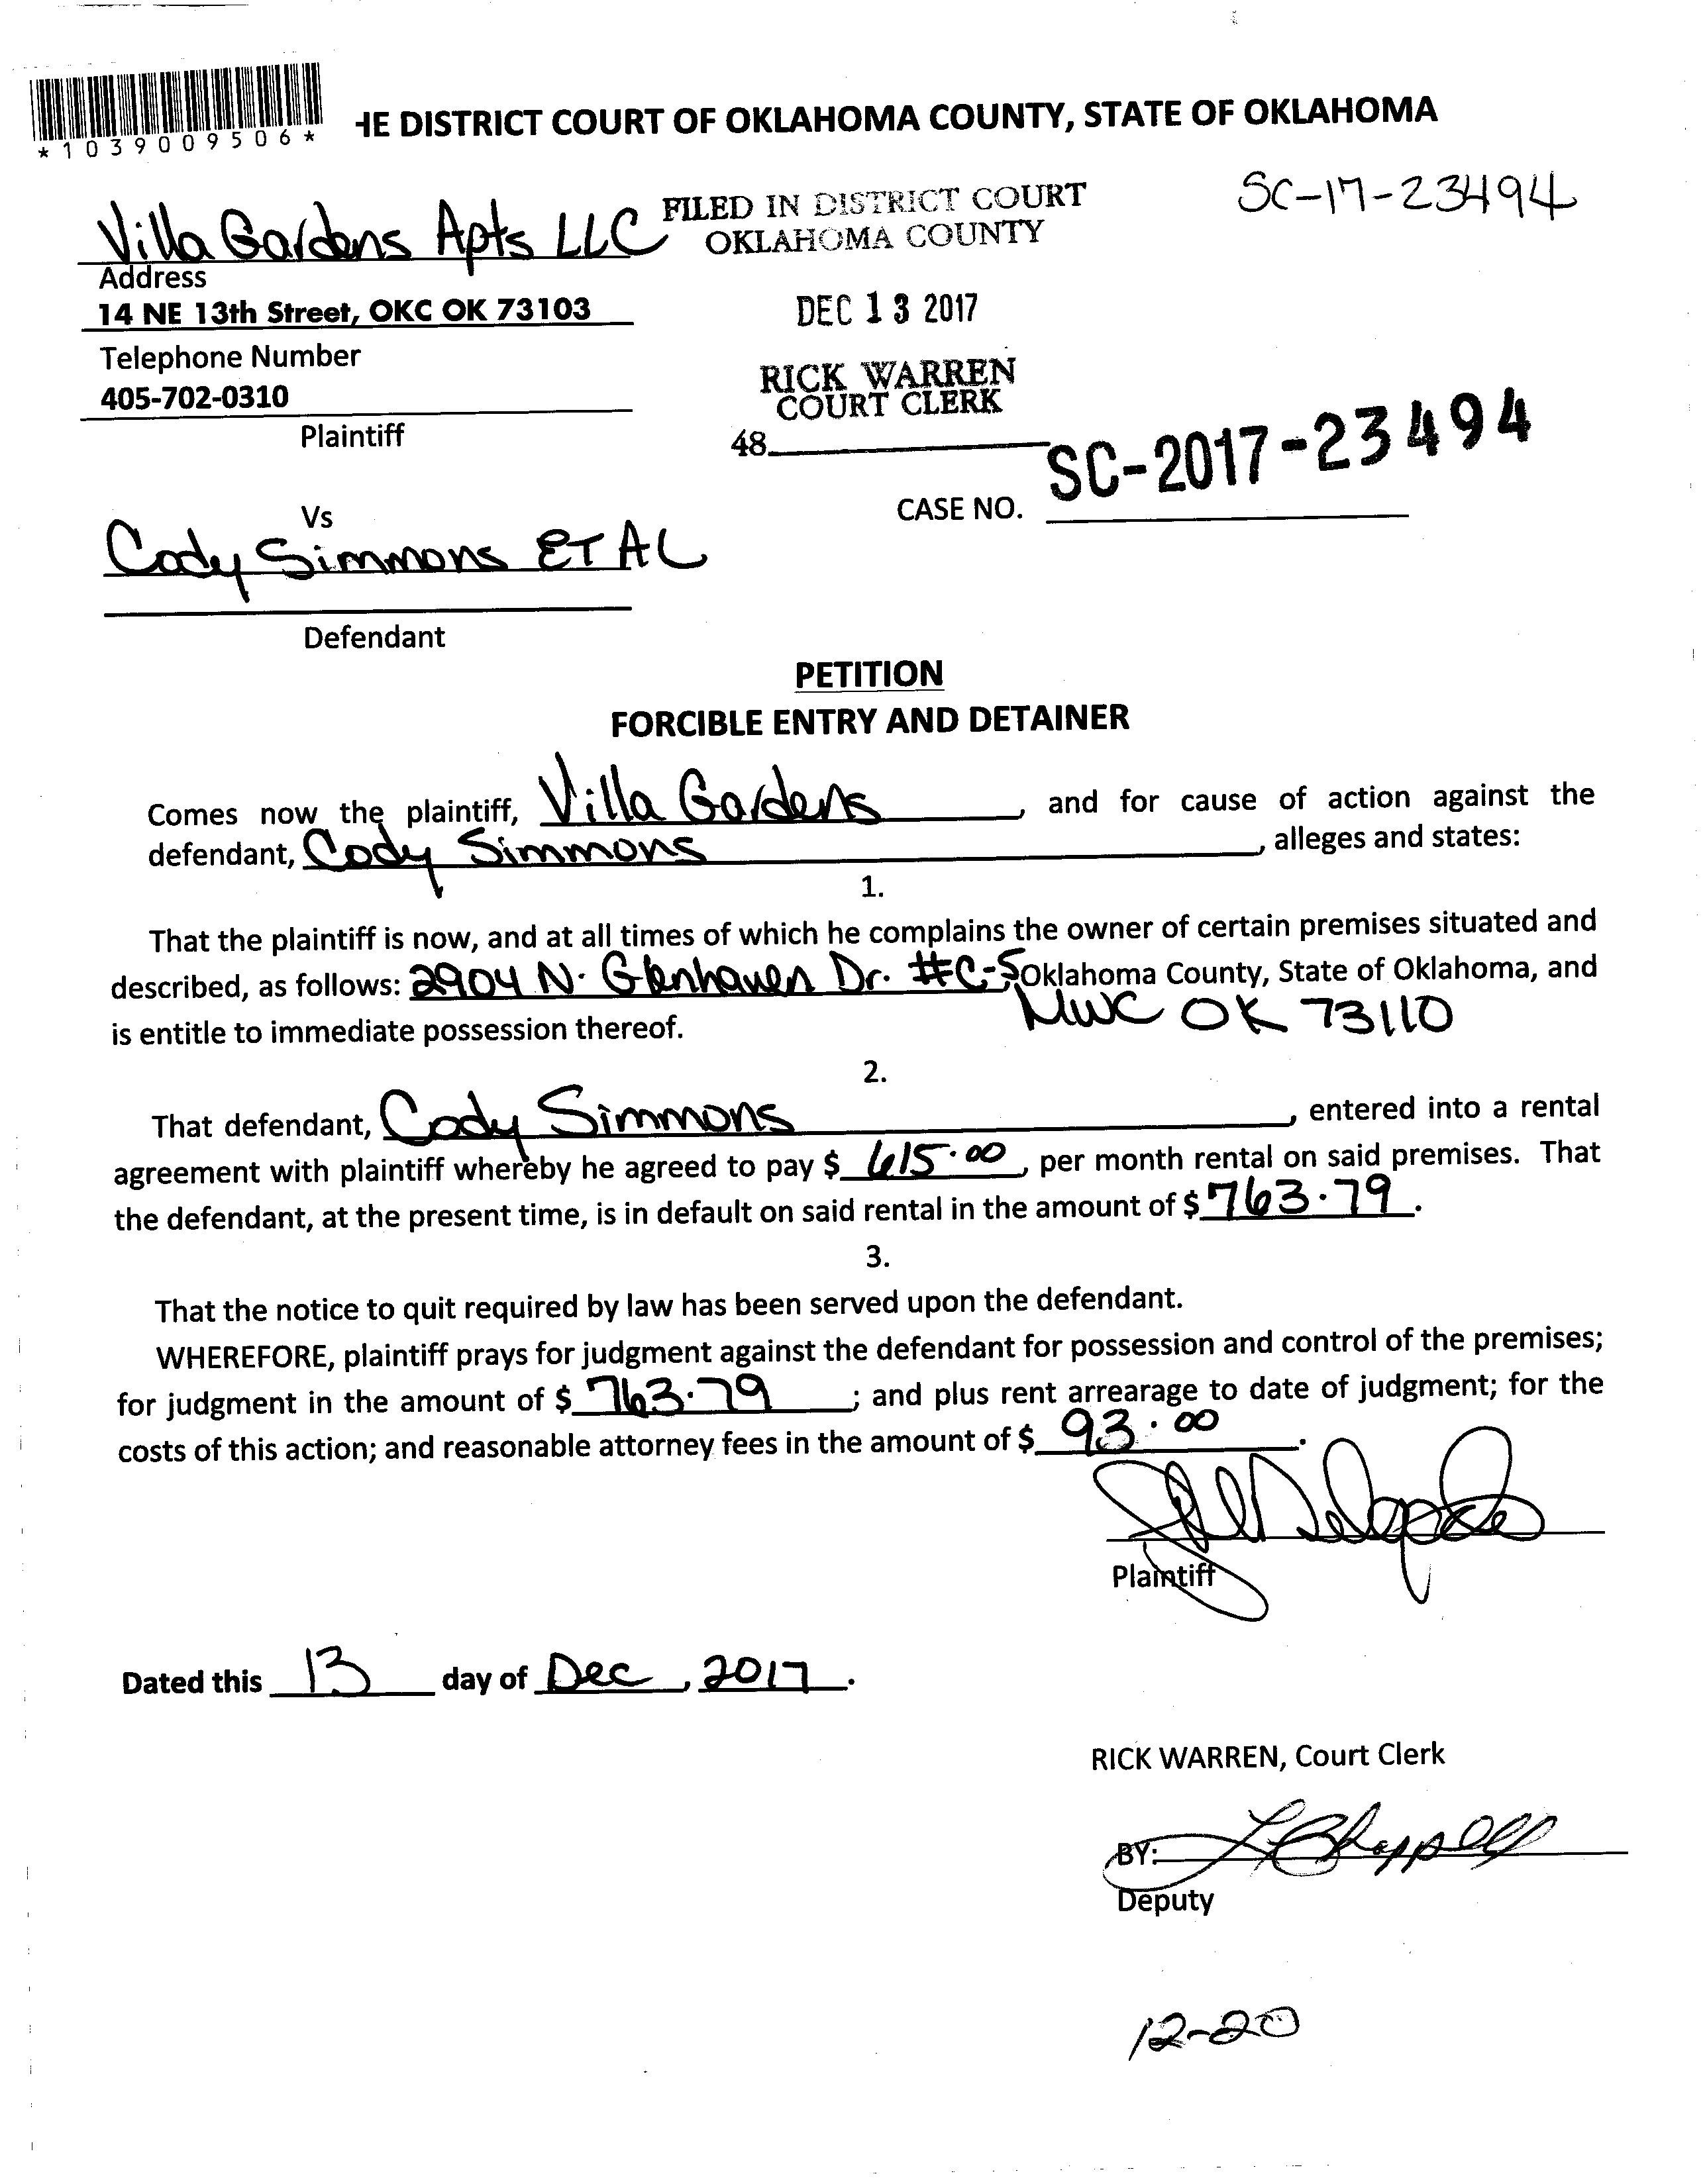 *1039009506*
HE DISTRICT COURT OF OKLAHOMA COUNTY, STATE OF OKLAHOMA
SC-17-23494
Villa Gardens Apts LLC
FILED IN DISTRICT COURT
OKLAHOMA COUNTY
Address
14 NE 13th Street, OKC OK 73103
DEC 13 2017
Telephone Number
405-702-0310
RICK WARREN
COURT CLERK
Plaintiff
48
SC-2017-23494
CASE NO.
Vs
Cody Simmons ET AL
Defendant
PETITION
FORCIBLE ENTRY AND DETAINER
Comes now the plaintiff, Villa Gardens, and for cause of action against the
defendant, Cody Simmons, alleges and states:
1.
That the plaintiff is now, and at all times of which he complains the owner of certain premises situated and
described, as follows: 2904 N. Glenhaven Dr. #C-5 Oklahoma County, State of Oklahoma, and
MWC OK 73110
is entitle to immediate possession thereof.
2.
That defendant, Cody Simmons, entered into a rental
agreement with plaintiff whereby he agreed to pay $ 615.00, per month rental on said premises. That
the defendant, at the present time, is in default on said rental in the amount of $ 763.79.
3.
That the notice to quit required by law has been served upon the defendant.
WHEREFORE, plaintiff prays for judgment against the defendant for possession and control of the premises;
for judgment in the amount of $ 763.79; and plus rent arrearage to date of judgment; for the
costs of this action; and reasonable attorney fees in the amount of $ 93.00.
Plaintiff
Dated this 13 day of Dec, 2017.
RICK WARREN, Court Clerk
BY: L Chappell
Deputy
12-20